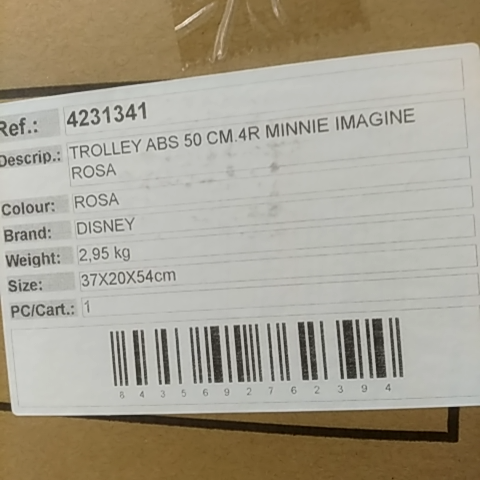 Ref.: 4231341
Descrip.: TROLLEY ABS 50 CM.4R MINNIE IMAGINE
ROSA
Colour: ROSA
Brand: DISNEY
Weight: 2,95 kg
Size: 37X20X54cm
PC/Cart.: 1
8 4 3 5 6 9 2 7 6 2 3 9 4